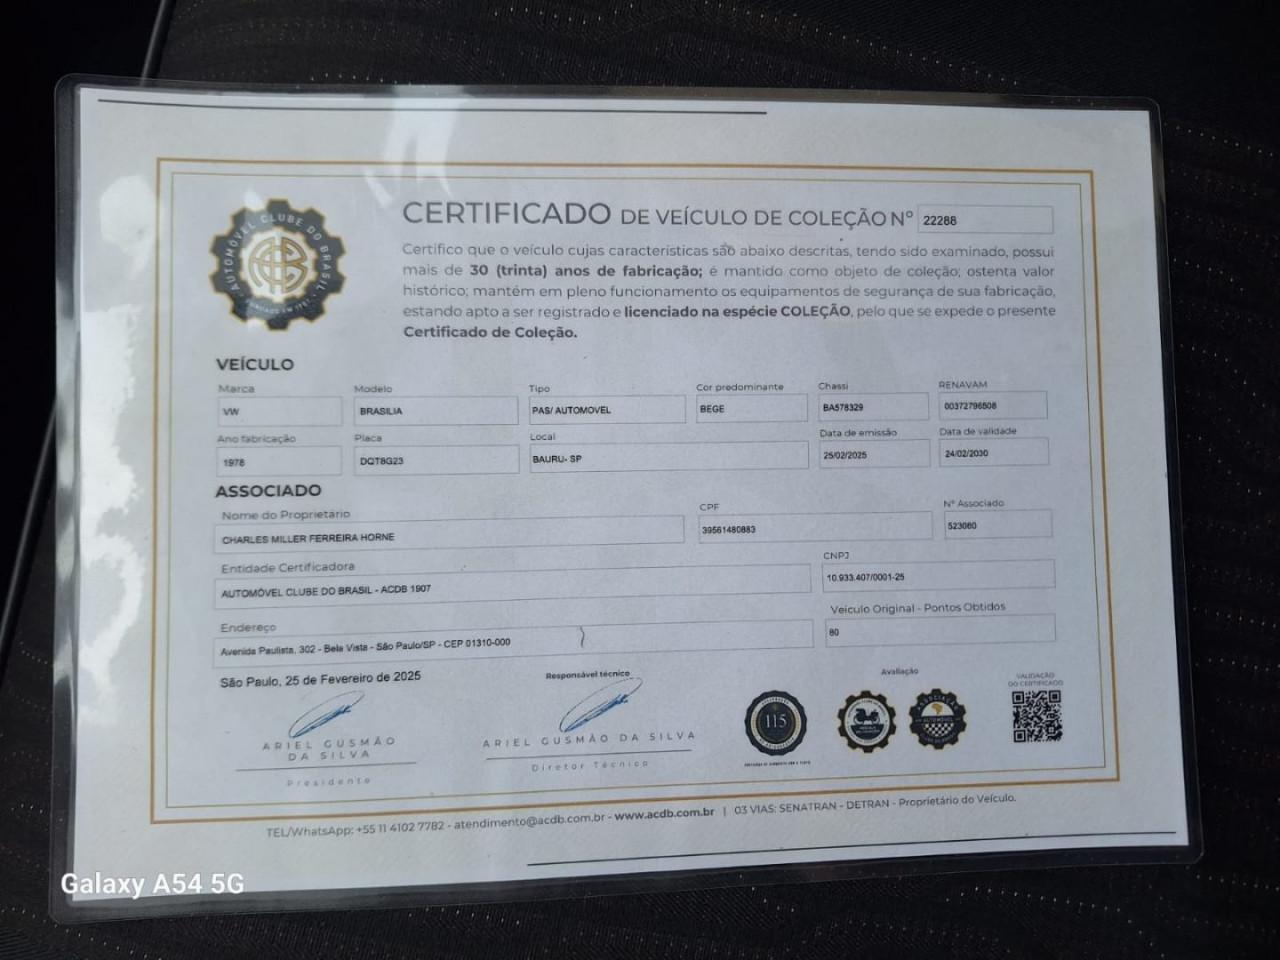 AUTOMÓVEL CLUBE DO BRASIL
CERTIFICADO DE VEÍCULO DE COLEÇÃO Nº 22288
Certifico que o veículo cujas características são abaixo descritas, tendo sido examinado, possui
mais de 30 (trinta) anos de fabricação; é mantido como objeto de coleção; ostenta valor
histórico; mantém em pleno funcionamento os equipamentos de segurança de sua fabricação,
estando apto a ser registrado e licenciado na espécie COLEÇÃO, pelo que se expede o presente
Certificado de Coleção.
VEÍCULO
Marca Modelo Tipo Cor predominante Chassi RENAVAM
VW BRASILIA PAS/ AUTOMOVEL BEGE BA578329 00372796508
Ano fabricação Placa Local Data de emissão Data de validade
1978 DQT8G23 BAURU- SP 25/02/2025 24/02/2030
ASSOCIADO
Nome do Proprietário CPF Nº Associado
CHARLES MILLER FERREIRA HORNE 39561480883 523060
Entidade Certificadora CNPJ
AUTOMÓVEL CLUBE DO BRASIL - ACDB 1907 10.933.407/0001-25
Endereço Veículo Original - Pontos Obtidos
Avenida Paulista, 302 - Bela Vista - São Paulo/SP - CEP 01310-000 80
São Paulo, 25 de Fevereiro de 2025
Responsável técnico
Avaliação
VALIDAÇÃO
DO CERTIFICADO
115
ARIEL GUSMÃO
DA SILVA
Presidente
ARIEL GUSMÃO DA SILVA
Diretor Técnico
TEL/WhatsApp: +55 11 4102 7782 - atendimento@acdb.com.br - www.acdb.com.br | 03 VIAS: SENATRAN - DETRAN - Proprietário do Veículo.
Galaxy A54 5G